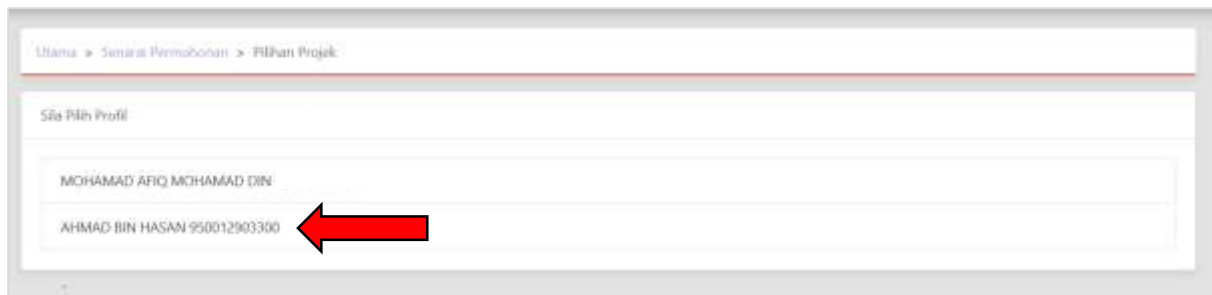 Utama > Senarai Permohonan > Pilihan Projek
Sila Pilih Profil
MOHAMAD AFIQ MOHAMAD DIN
AHMAD BIN HASAN 950012903300